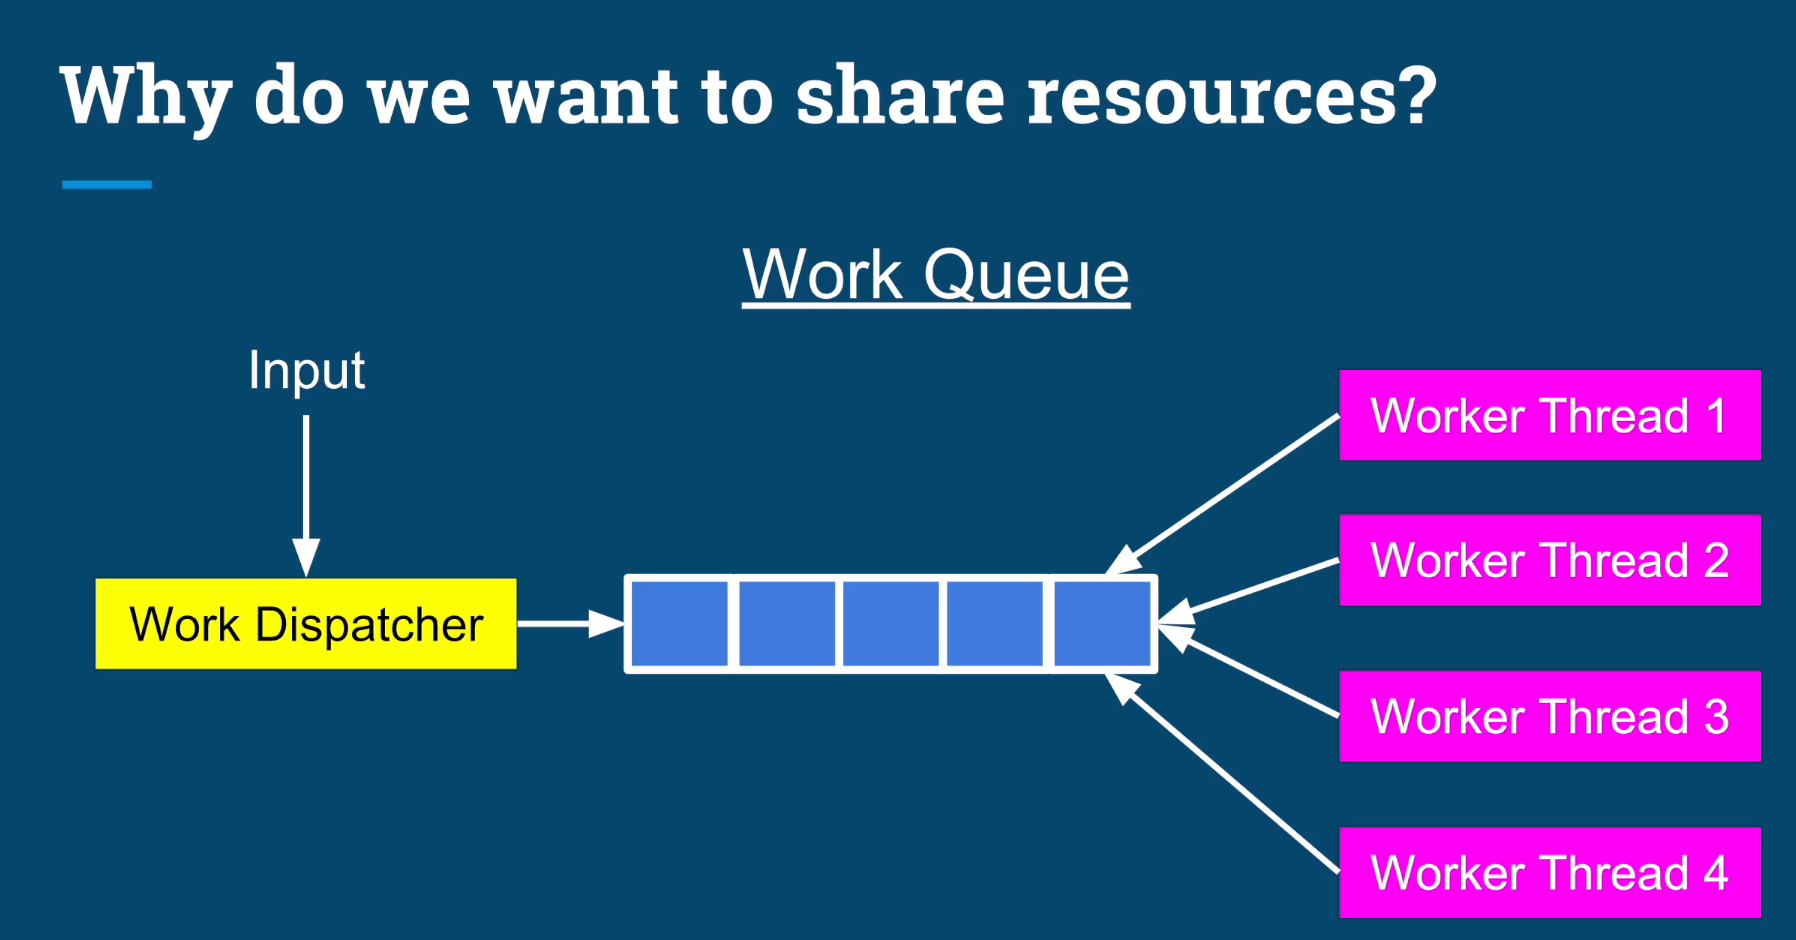 Why do we want to share resources?
Work Queue
Input
Work Dispatcher
Worker Thread 1
Worker Thread 2
Worker Thread 3
Worker Thread 4